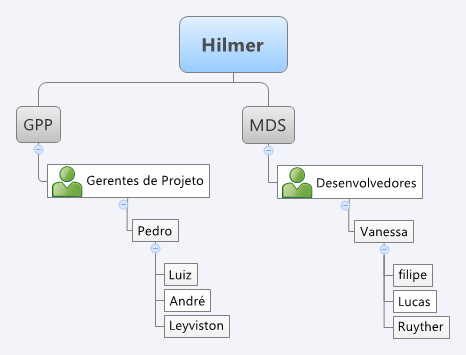 Hilmer
GPP
MDS
Gerentes de Projeto
Desenvolvedores
Pedro
Vanessa
Luiz
André
Leyviston
filipe
Lucas
Ruyther